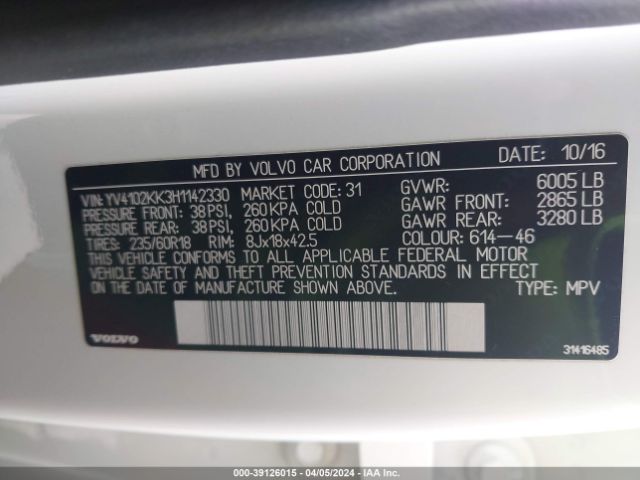 MFD BY VOLVO CAR CORPORATION DATE: 10/16
VIN: YV4102KK3H1142330 MARKET CODE: 31 GVWR: 6005 LB
PRESSURE FRONT: 38 PSI, 260 KPA COLD GAWR FRONT: 2865 LB
PRESSURE REAR: 38 PSI, 260 KPA COLD GAWR REAR: 3280 LB
TIRES: 235/60R18 RIM: 8Jx18x42.5 COLOUR: 614-46
THIS VEHICLE CONFORMS TO ALL APPLICABLE FEDERAL MOTOR
VEHICLE SAFETY AND THEFT PREVENTION STANDARDS IN EFFECT
ON THE DATE OF MANUFACTURE SHOWN ABOVE. TYPE: MPV
VOLVO 31416485
000-39126015 - 04/05/2024 - COPYRIGHT IAA, LLC.